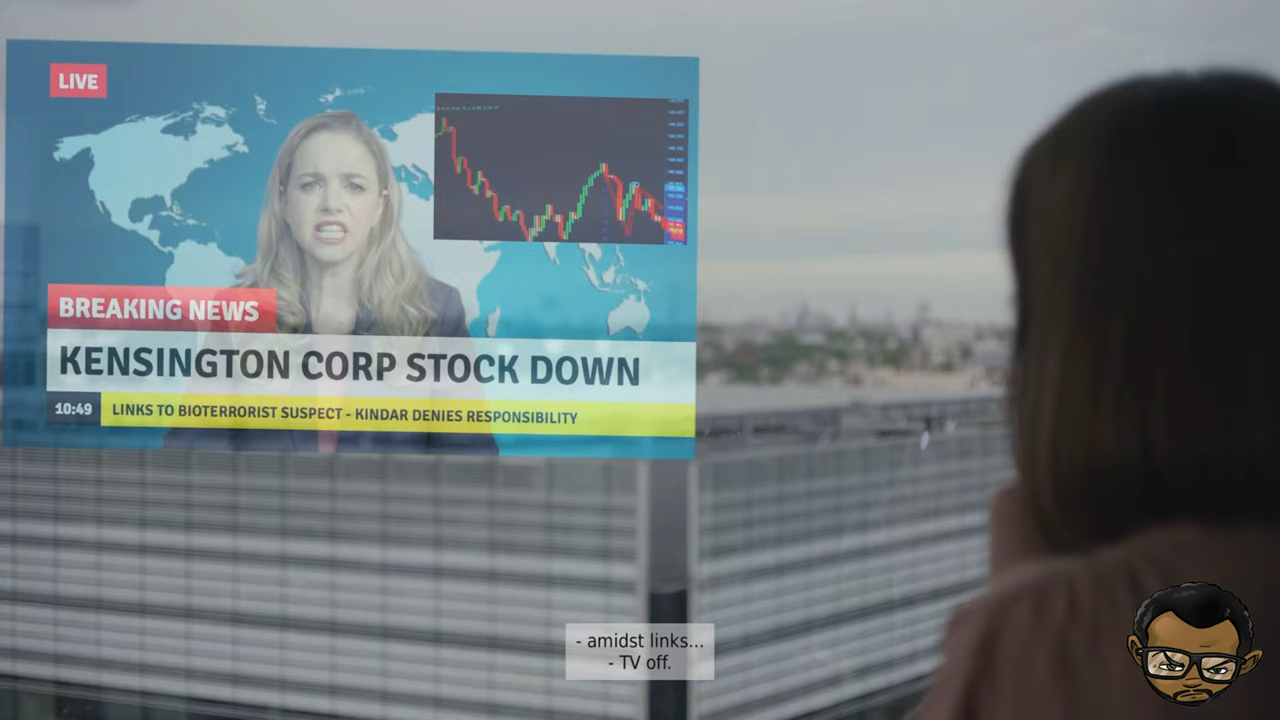 LIVE
BREAKING NEWS
KENSINGTON CORP STOCK DOWN
10:49 LINKS TO BIOTERRORIST SUSPECT - KINDAR DENIES RESPONSIBILITY
- amidst links...
- TV off.